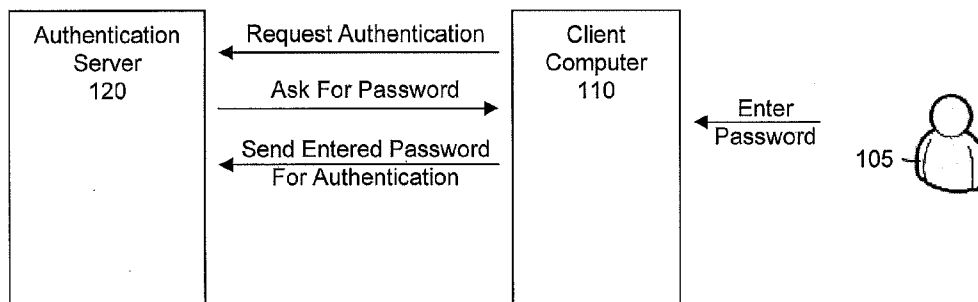 Authentication
Server
120
Request Authentication
Ask For Password
Send Entered Password
For Authentication
Client
Computer
110
Enter
Password
105